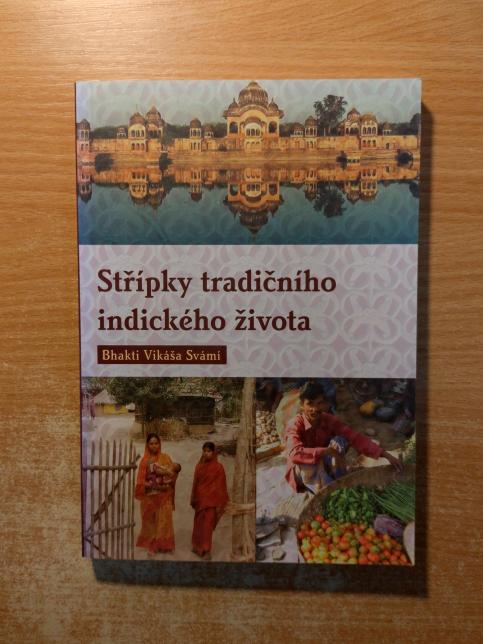 Střípky tradičního
indického života
Bhakti Vikáša Svámí